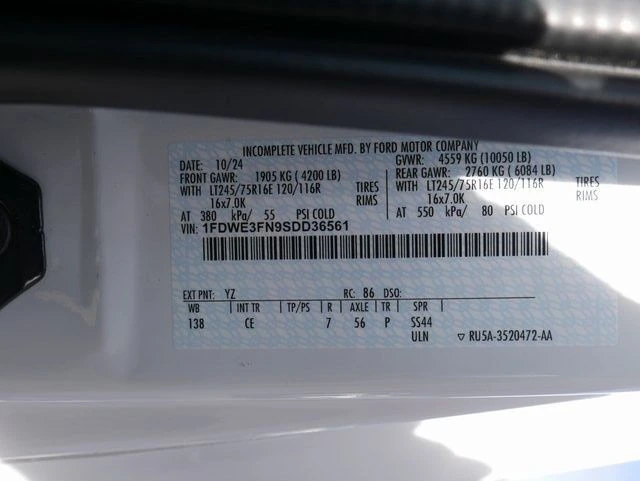 INCOMPLETE VEHICLE MFD. BY FORD MOTOR COMPANY
DATE: 10/24 GVWR: 4559 KG (10050 LB)
FRONT GAWR: 1905 KG ( 4200 LB) REAR GAWR: 2760 KG ( 6084 LB)
WITH LT245/75R16E 120/116R TIRES WITH LT245/75R16E 120/116R TIRES
16x7.0K RIMS 16x7.0K RIMS
AT 380 kPa/ 55 PSI COLD AT 550 kPa/ 80 PSI COLD
VIN: 1FDWE3FN9SDD36561
EXT PNT: YZ RC: 86 DSO:
WB INT TR TP/PS R AXLE TR SPR
138 CE 7 56 P SS44
ULN ▽ RU5A-3520472-AA